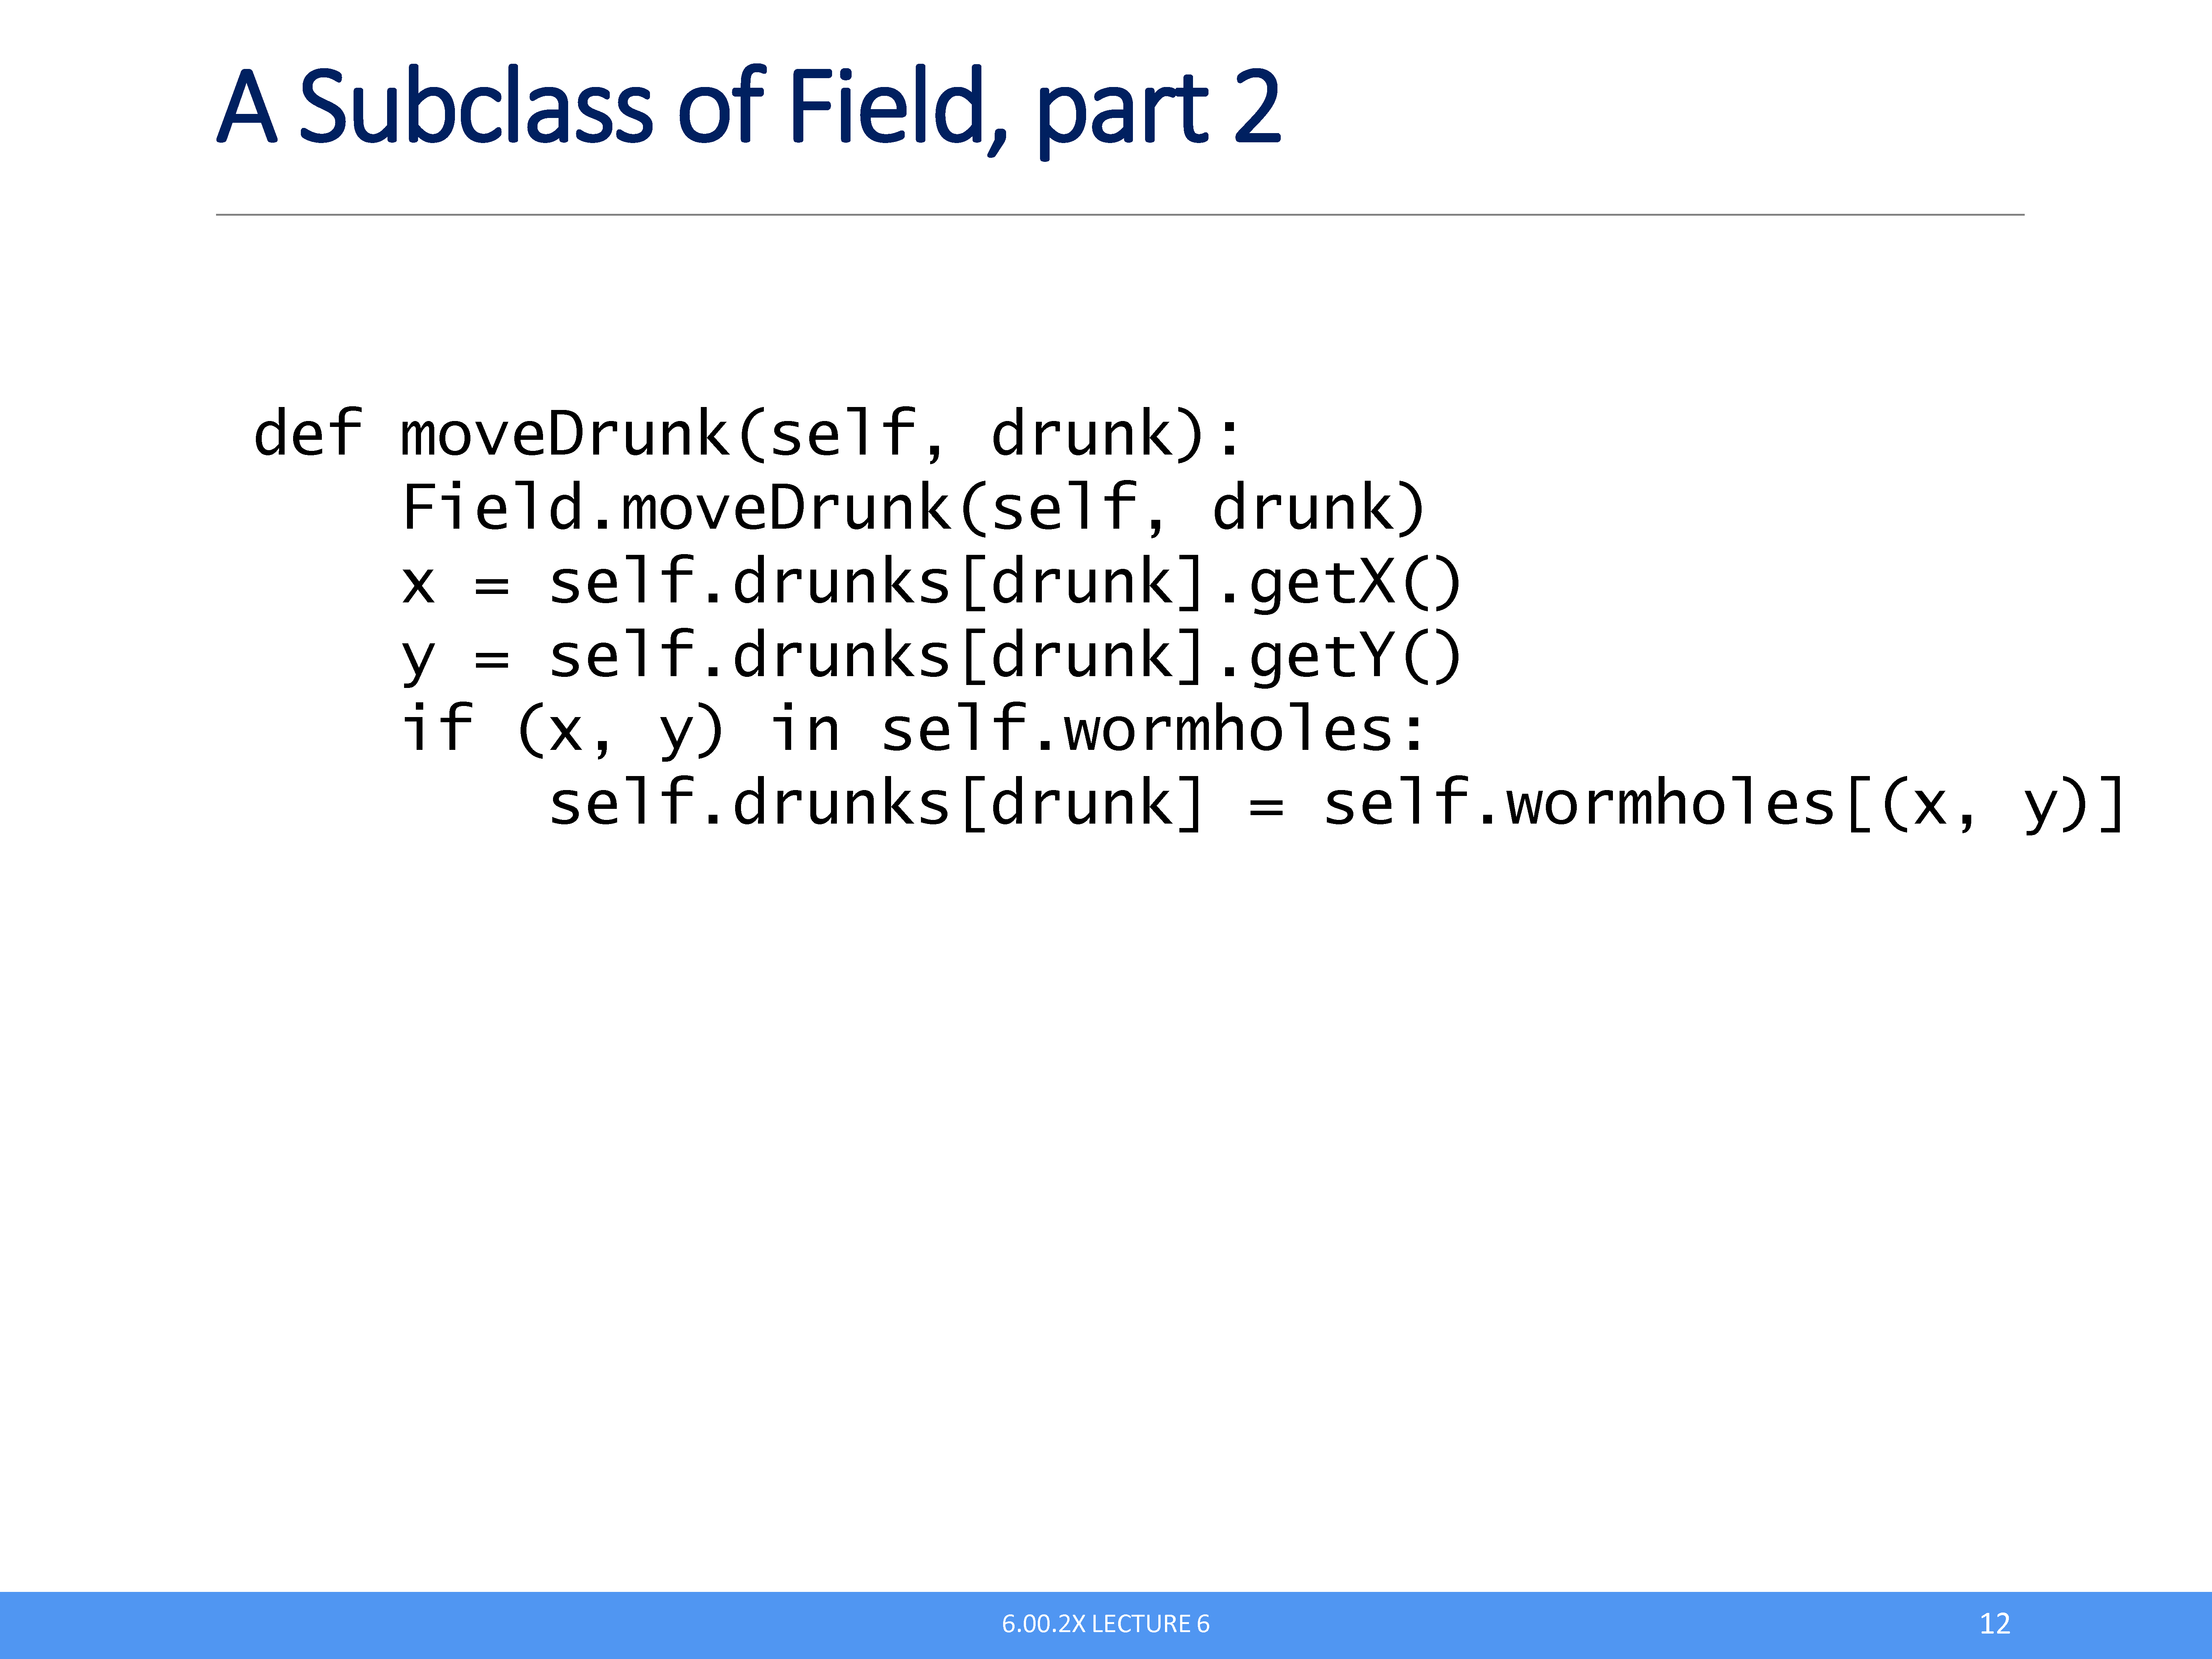 A Subclass of Field, part 2
def moveDrunk(self, drunk):
    Field.moveDrunk(self, drunk)
    x = self.drunks[drunk].getX()
    y = self.drunks[drunk].getY()
    if (x, y) in self.wormholes:
        self.drunks[drunk] = self.wormholes[(x, y)]
6.00.2X LECTURE 6
12